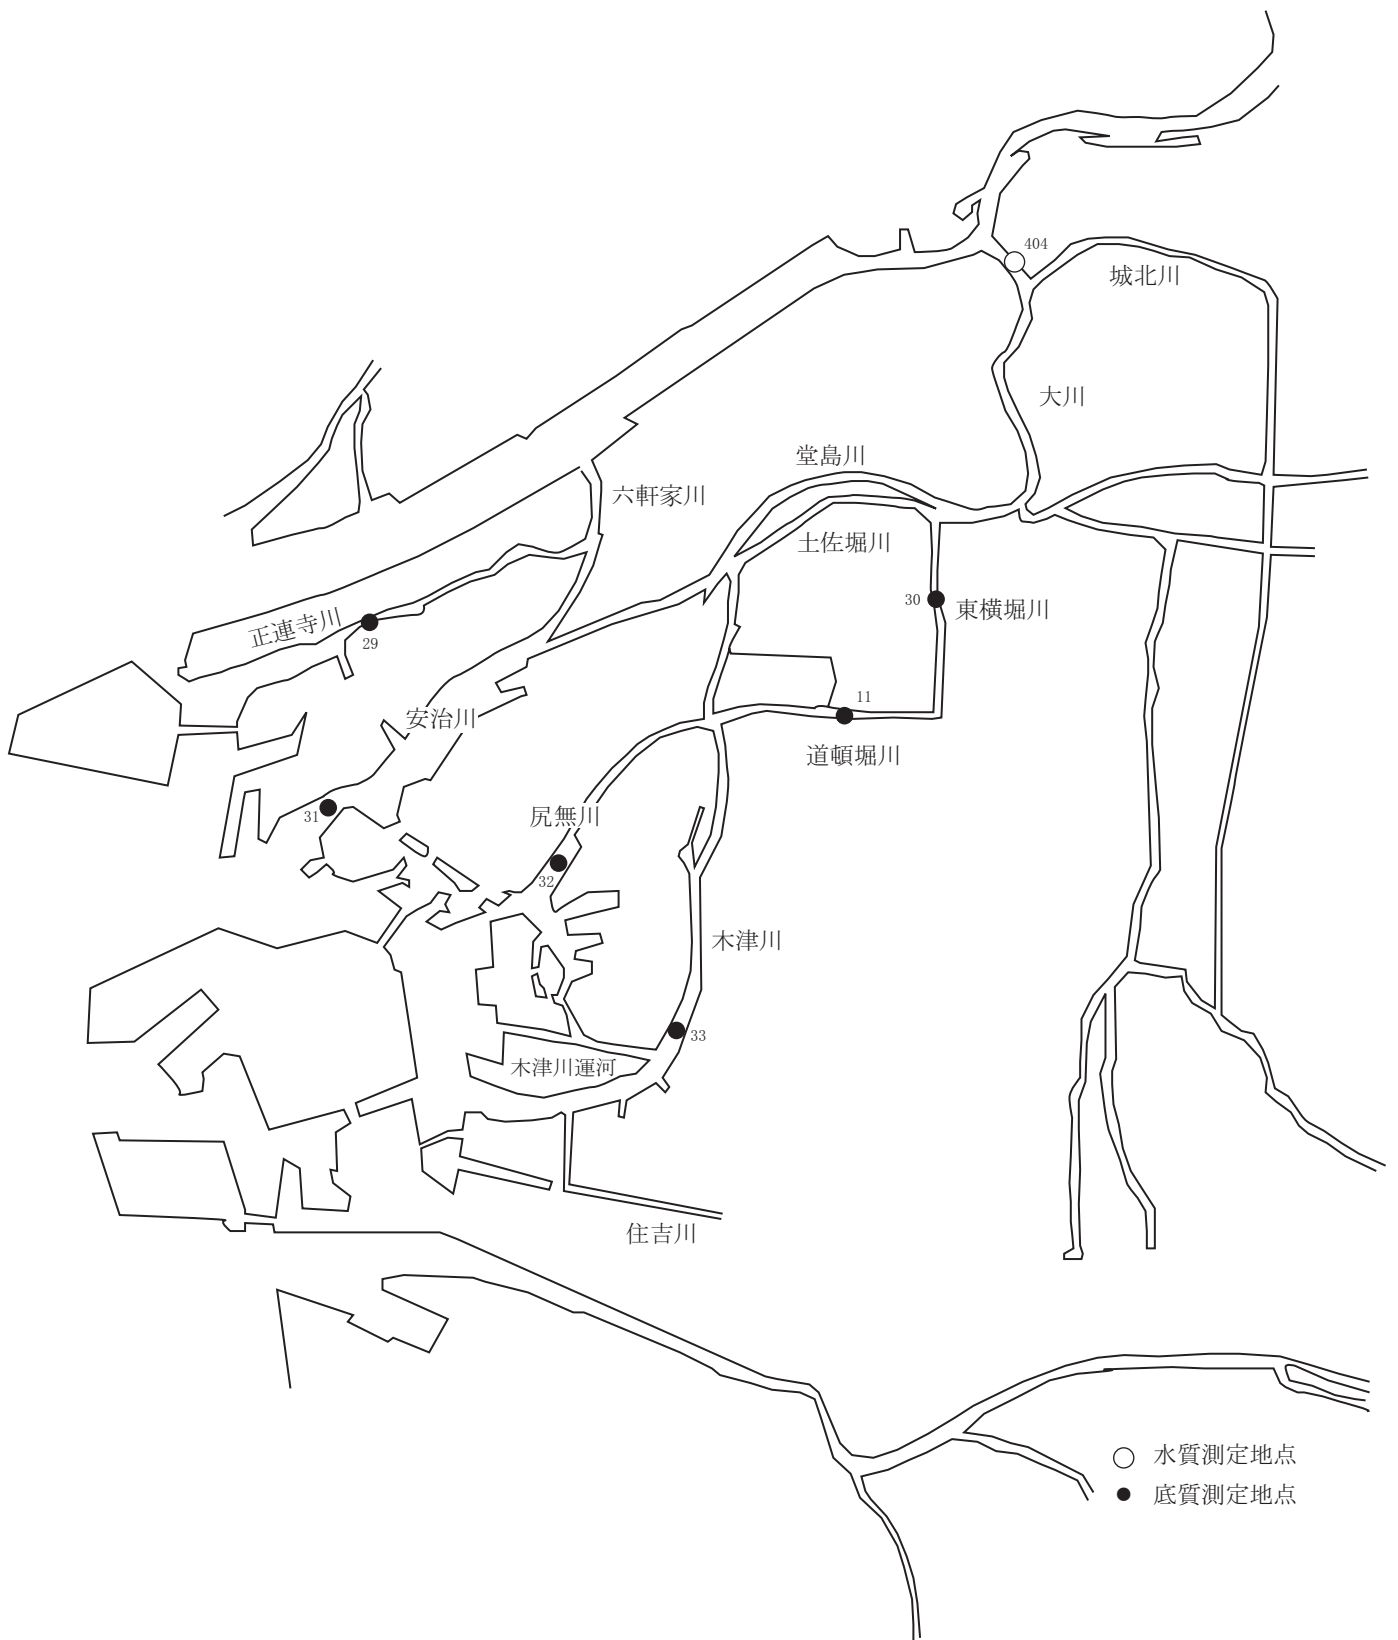 404
城北川
大川
堂島川
六軒家川
土佐堀川
30
東横堀川
正連寺川
29
11
安治川
道頓堀川
31
尻無川
32
木津川
33
木津川運河
住吉川
水質測定地点
底質測定地点